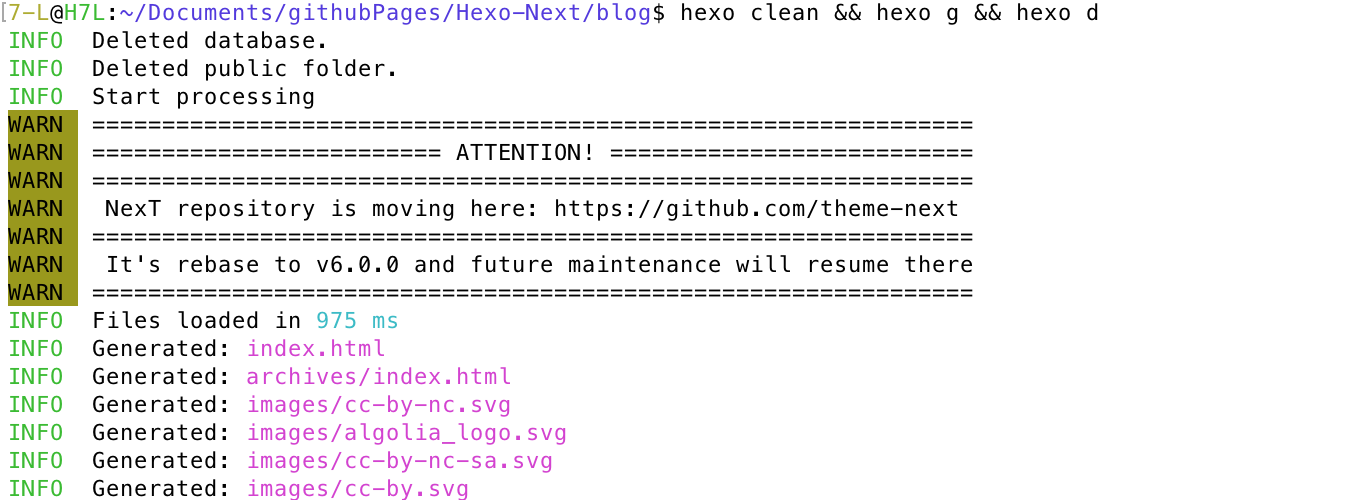 [7-L@H7L:~/Documents/githubPages/Hexo-Next/blog$ hexo clean && hexo g && hexo d
INFO  Deleted database.
INFO  Deleted public folder.
INFO  Start processing
WARN  ===============================================================
WARN  ========================= ATTENTION! ==========================
WARN  ===============================================================
WARN   NexT repository is moving here: https://github.com/theme-next
WARN  ===============================================================
WARN   It's rebase to v6.0.0 and future maintenance will resume there
WARN  ===============================================================
INFO  Files loaded in 975 ms
INFO  Generated: index.html
INFO  Generated: archives/index.html
INFO  Generated: images/cc-by-nc.svg
INFO  Generated: images/algolia_logo.svg
INFO  Generated: images/cc-by-nc-sa.svg
INFO  Generated: images/cc-by.svg